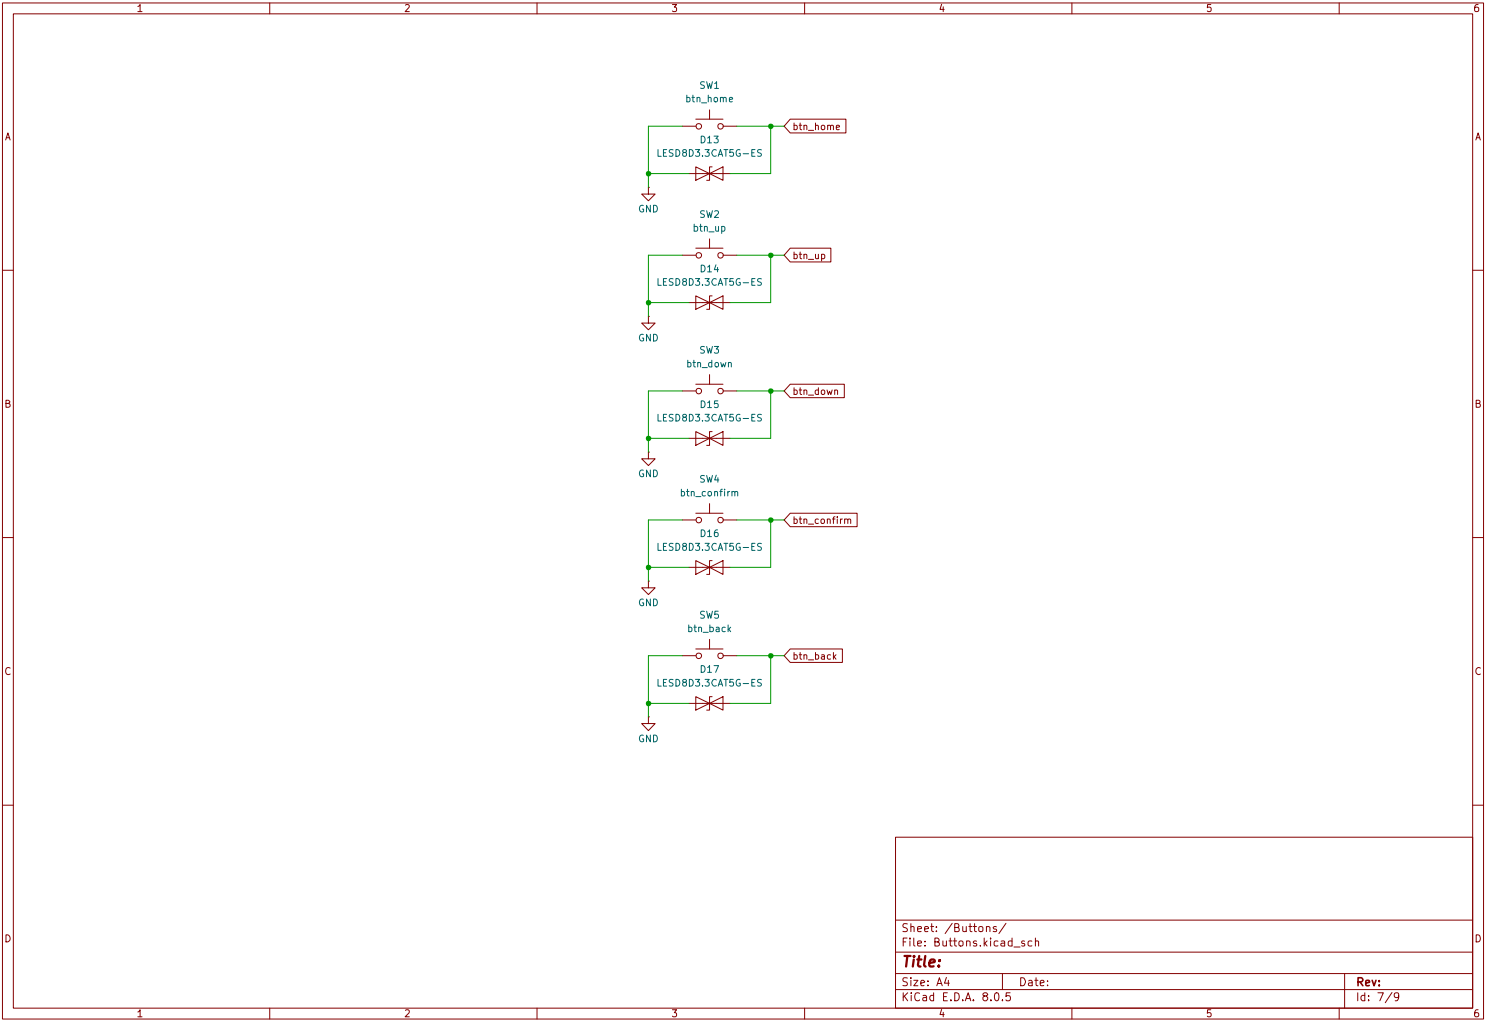 1 2 3 4 5 6
A A
SW1
btn_home
btn_home
D13
LESD8D3.3CAT5G-ES
GND
SW2
btn_up
btn_up
D14
LESD8D3.3CAT5G-ES
GND
SW3
btn_down
btn_down
B B
D15
LESD8D3.3CAT5G-ES
GND
SW4
btn_confirm
btn_confirm
D16
LESD8D3.3CAT5G-ES
GND
SW5
btn_back
btn_back
C C
D17
LESD8D3.3CAT5G-ES
GND
D D
Sheet: /Buttons/
File: Buttons.kicad_sch
Title:
Size: A4 Date: Rev:
KiCad E.D.A. 8.0.5 Id: 7/9
1 2 3 4 5 6